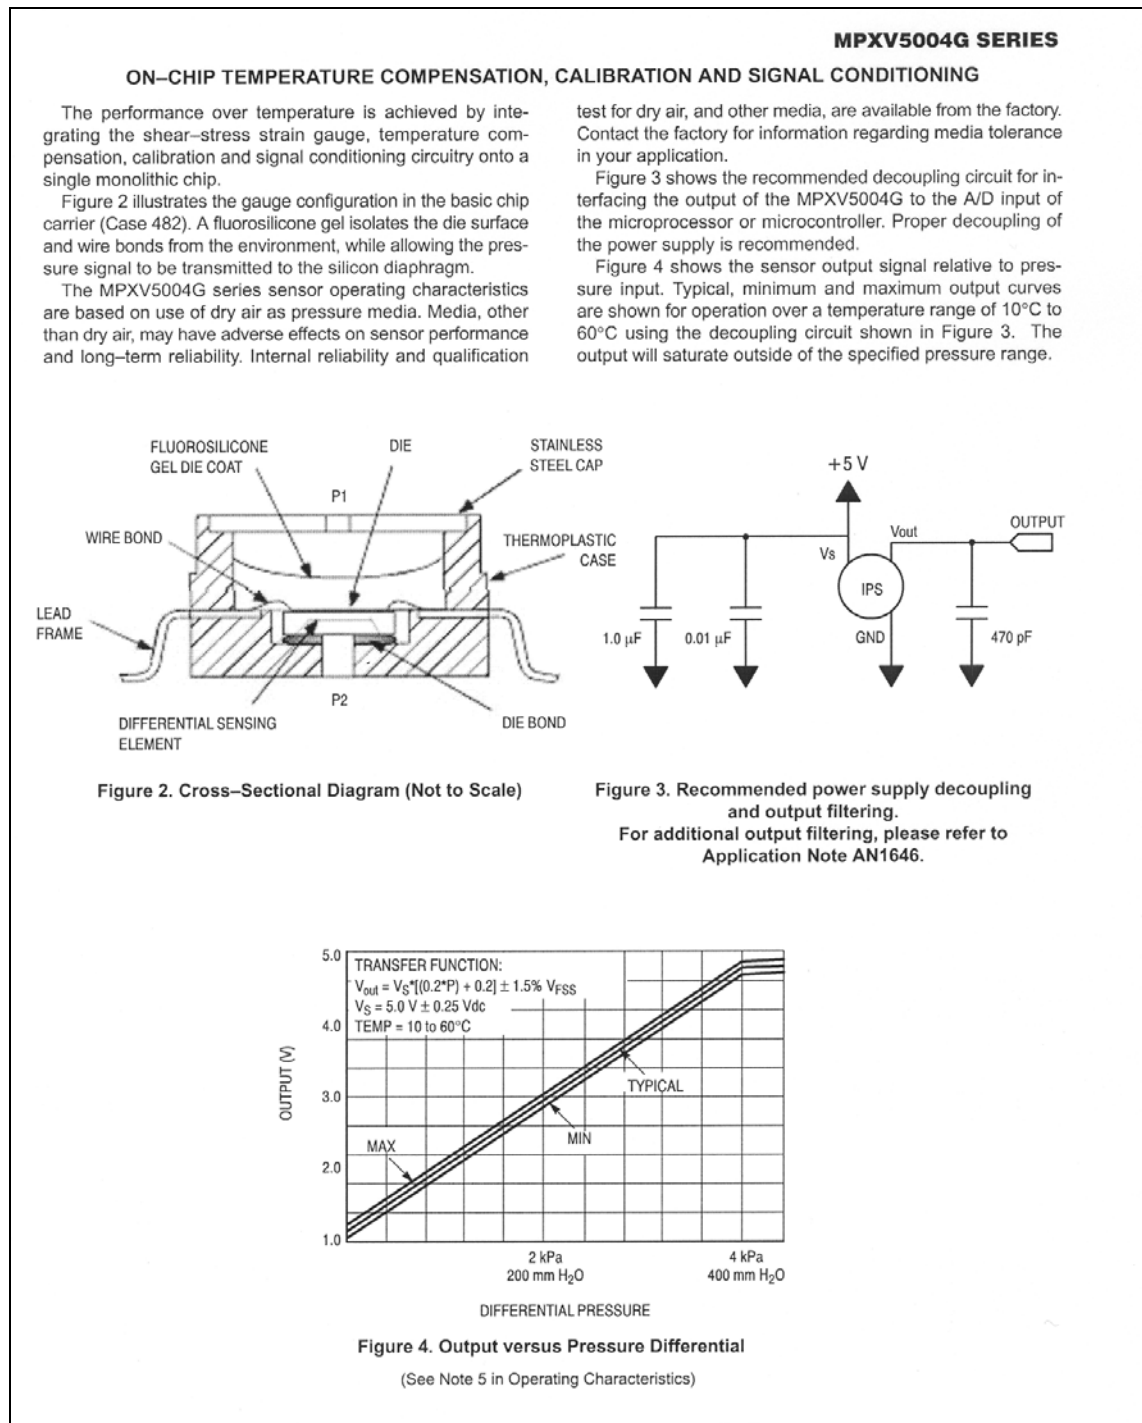 MPXV5004G SERIES
ON–CHIP TEMPERATURE COMPENSATION, CALIBRATION AND SIGNAL CONDITIONING
The performance over temperature is achieved by inte-
grating the shear–stress strain gauge, temperature com-
pensation, calibration and signal conditioning circuitry onto a
single monolithic chip.
Figure 2 illustrates the gauge configuration in the basic chip
carrier (Case 482). A fluorosilicone gel isolates the die surface
and wire bonds from the environment, while allowing the pres-
sure signal to be transmitted to the silicon diaphragm.
The MPXV5004G series sensor operating characteristics
are based on use of dry air as pressure media. Media, other
than dry air, may have adverse effects on sensor performance
and long–term reliability. Internal reliability and qualification
test for dry air, and other media, are available from the factory.
Contact the factory for information regarding media tolerance
in your application.
Figure 3 shows the recommended decoupling circuit for in-
terfacing the output of the MPXV5004G to the A/D input of
the microprocessor or microcontroller. Proper decoupling of
the power supply is recommended.
Figure 4 shows the sensor output signal relative to pres-
sure input. Typical, minimum and maximum output curves
are shown for operation over a temperature range of 10°C to
60°C using the decoupling circuit shown in Figure 3. The
output will saturate outside of the specified pressure range.
FLUOROSILICONE
GEL DIE COAT
DIE
STAINLESS
STEEL CAP
P1
WIRE BOND
THERMOPLASTIC
CASE
LEAD
FRAME
P2
DIFFERENTIAL SENSING
ELEMENT
DIE BOND
Figure 2. Cross–Sectional Diagram (Not to Scale)
+5 V
Vout
OUTPUT
Vs
IPS
1.0 µF
0.01 µF
GND
470 pF
Figure 3. Recommended power supply decoupling
and output filtering.
For additional output filtering, please refer to
Application Note AN1646.
TRANSFER FUNCTION:
Vout = VS*[(0.2*P) + 0.2] ± 1.5% VFSS
VS = 5.0 V ± 0.25 Vdc
TEMP = 10 to 60°C
5.0
4.0
3.0
2.0
1.0
OUTPUT (V)
TYPICAL
MIN
MAX
2 kPa
200 mm H2O
4 kPa
400 mm H2O
DIFFERENTIAL PRESSURE
Figure 4. Output versus Pressure Differential
(See Note 5 in Operating Characteristics)